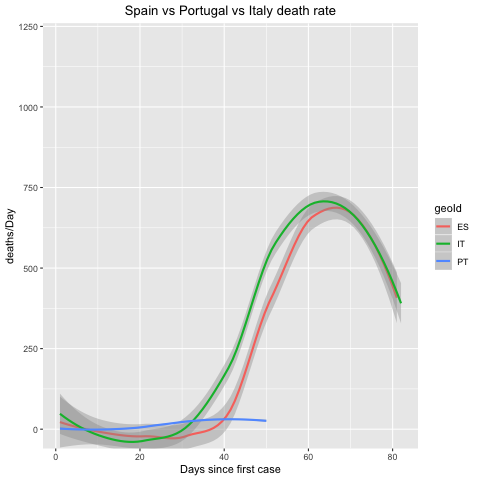 Spain vs Portugal vs Italy death rate
1250
1000
750
500
250
0
deaths/Day
0 20 40 60 80
Days since first case
geoId
ES
IT
PT